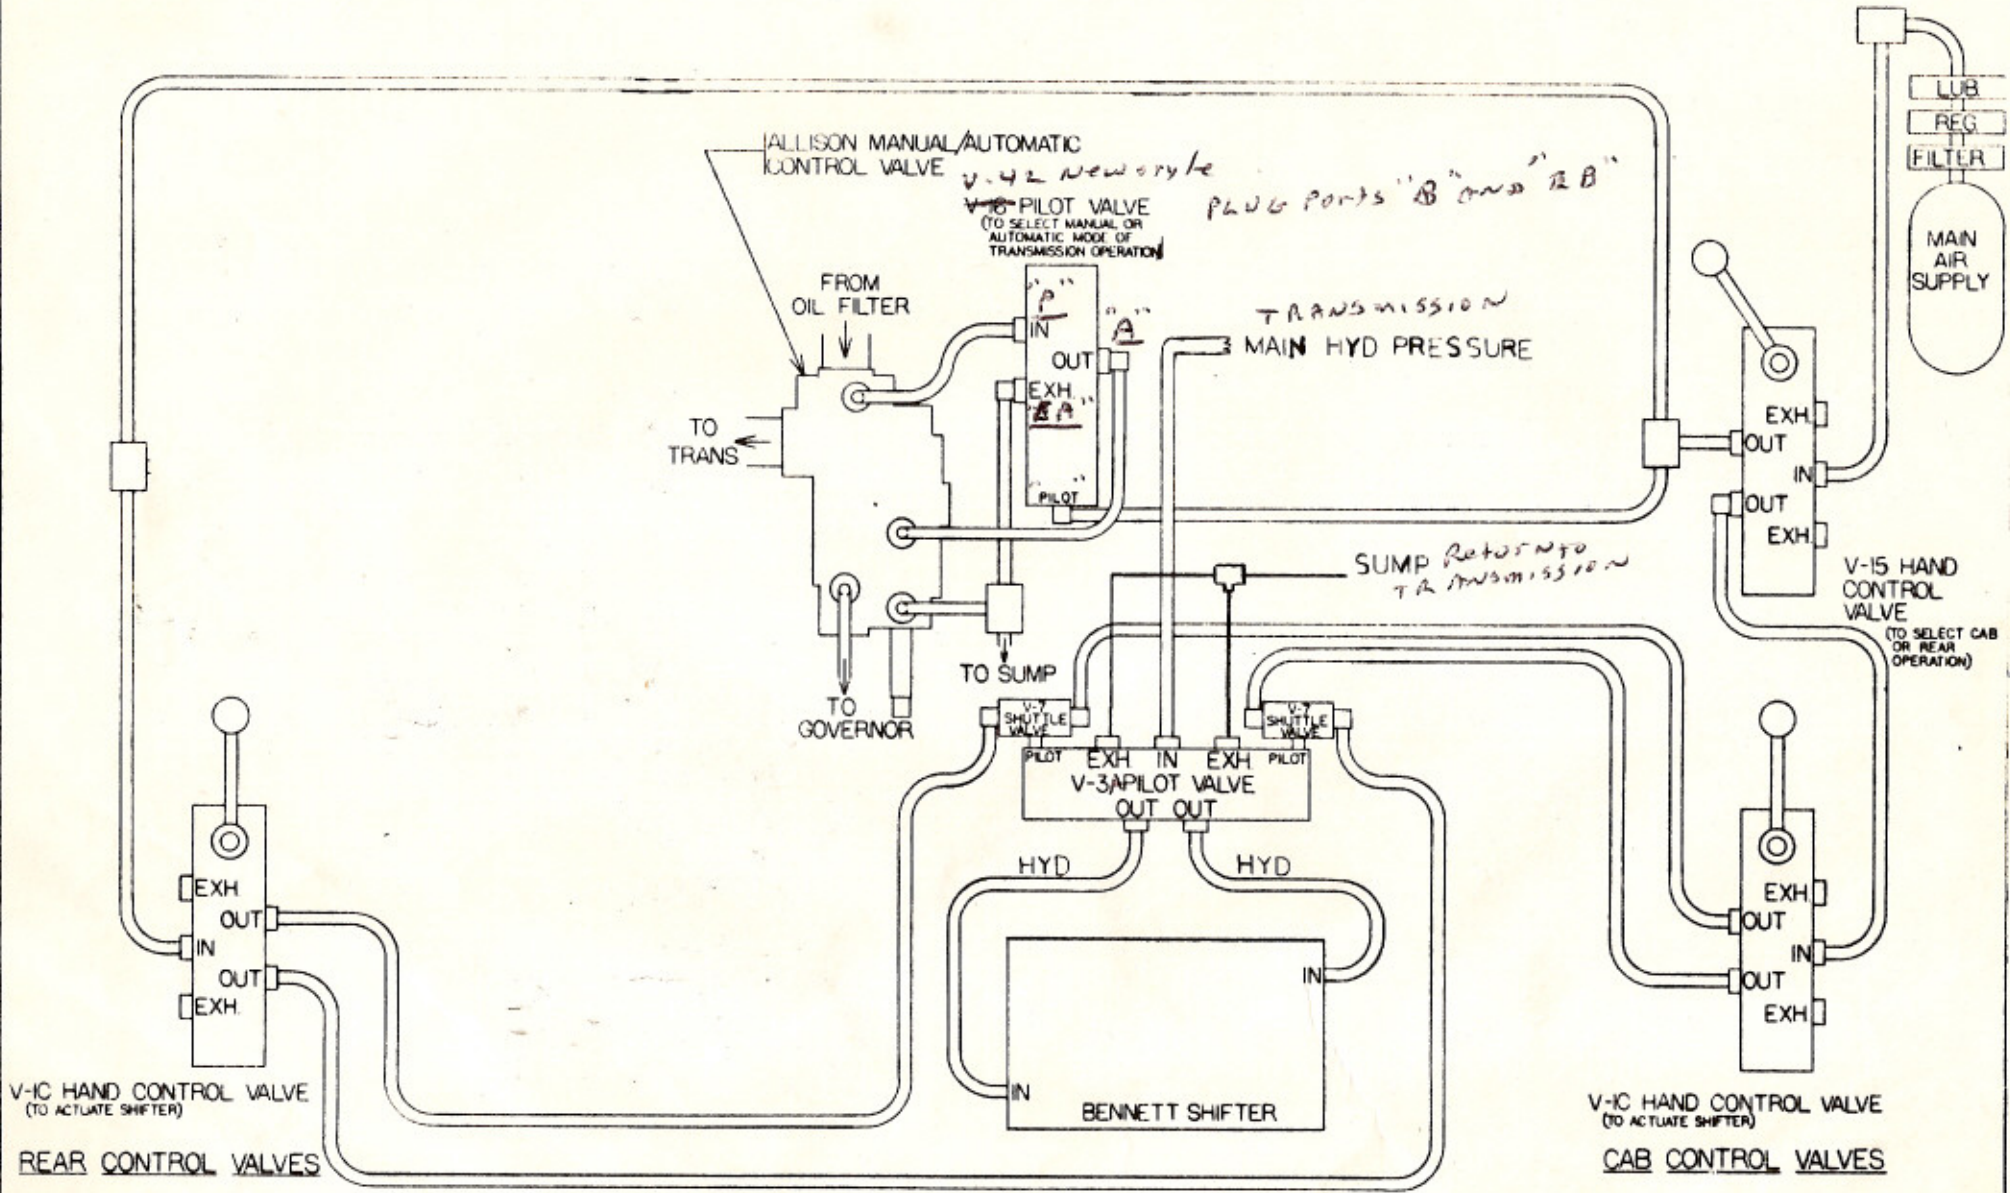 ALLISON MANUAL/AUTOMATIC
CONTROL VALVE
V-42 New style
V-18 PILOT VALVE
(TO SELECT MANUAL OR
AUTOMATIC MODE OF
TRANSMISSION OPERATION)
PLUG PORTS "B" AND "EB"
LUB.
REG.
FILTER
MAIN
AIR
SUPPLY
FROM
OIL FILTER
"P"
IN
"A"
OUT
EXH.
"EA"
"PILOT"
TRANSMISSION
MAIN HYD PRESSURE
TO
TRANS
EXH.
OUT
IN
OUT
EXH.
V-15 HAND
CONTROL
VALVE
(TO SELECT CAB
OR REAR
OPERATION)
SUMP Return to
TRANSMISSION
TO SUMP
TO
GOVERNOR
V-7
SHUTTLE
VALVE
V-7
SHUTTLE
VALVE
PILOT EXH IN EXH PILOT
V-3A PILOT VALVE
OUT OUT
HYD HYD
IN
IN
BENNETT SHIFTER
EXH.
OUT
IN
OUT
EXH.
V-1C HAND CONTROL VALVE
(TO ACTUATE SHIFTER)
REAR CONTROL VALVES
EXH.
OUT
IN
OUT
EXH
V-1C HAND CONTROL VALVE
(TO ACTUATE SHIFTER)
CAB CONTROL VALVES